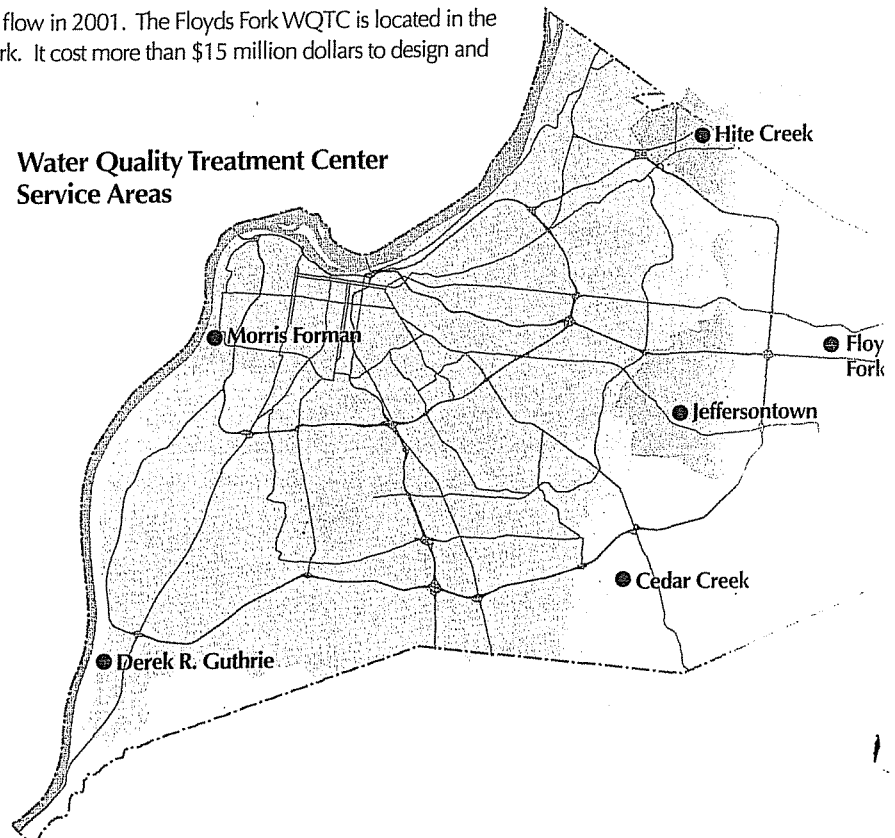 flow in 2001. The Floyds Fork WQTC is located in the
rk. It cost more than $15 million dollars to design and
Water Quality Treatment Center
Service Areas
Hite Creek
Morris Forman
Floy
Fork
Jeffersontown
Cedar Creek
Derek R. Guthrie